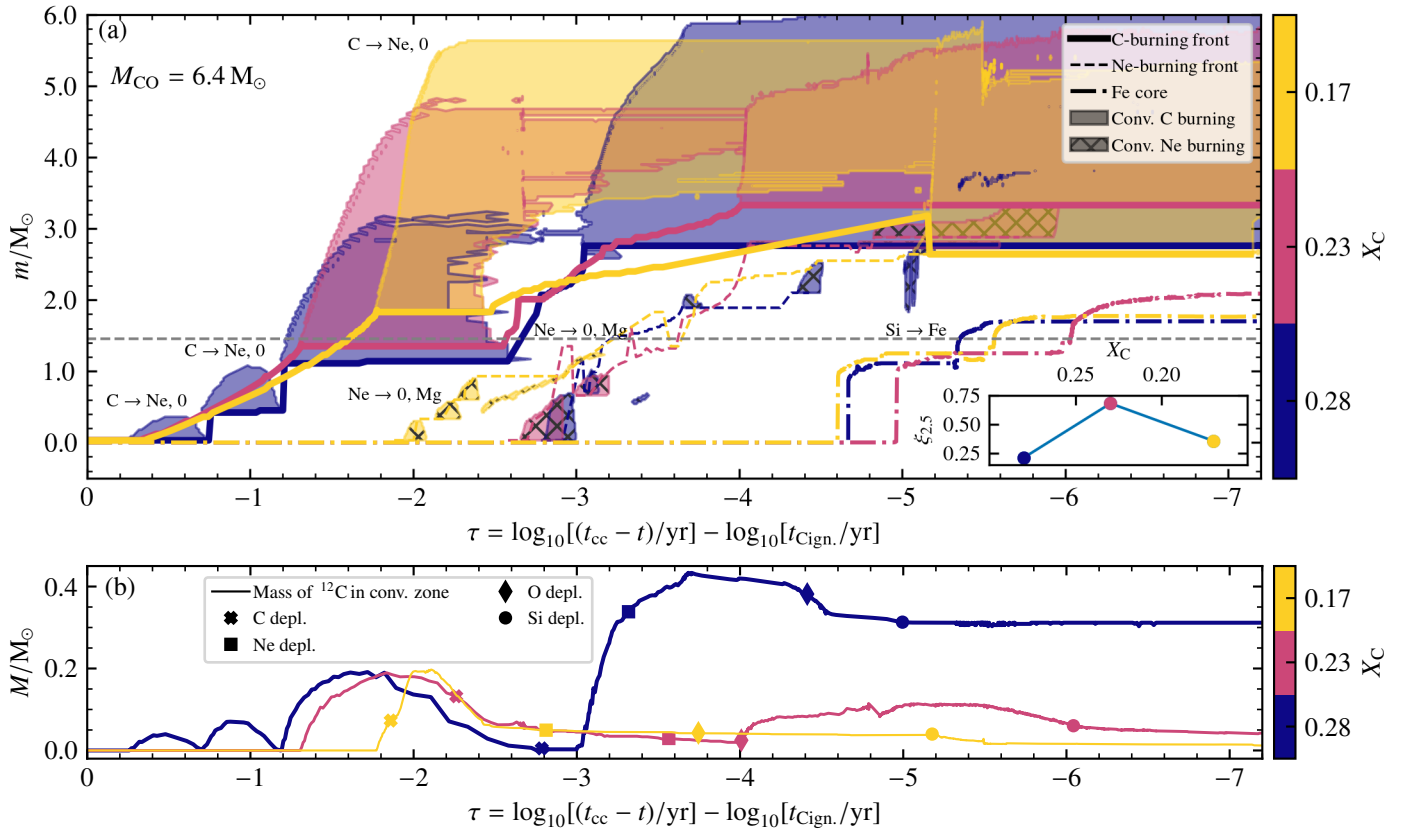 (a)
C → Ne, 0
M_CO = 6.4 M⊙
C-burning front
Ne-burning front
Fe core
Conv. C burning
Conv. Ne burning
6.0
5.0
4.0
3.0
2.0
1.0
0.0
m/M⊙
C → Ne, 0
C → Ne, 0
Ne → 0, Mg
Ne → 0, Mg
Si → Fe
X_C
0.25 0.20
0.75
0.50
0.25
ξ_2.5
0 −1 −2 −3 −4 −5 −6 −7
τ = log₁₀[(t_cc − t)/yr] − log₁₀[t_Cign./yr]
0.17
0.23
0.28
X_C
(b)
Mass of ¹²C in conv. zone
C depl.
Ne depl.
O depl.
Si depl.
0.4
0.2
0.0
M/M⊙
0 −1 −2 −3 −4 −5 −6 −7
τ = log₁₀[(t_cc − t)/yr] − log₁₀[t_Cign./yr]
0.17
0.23
0.28
X_C